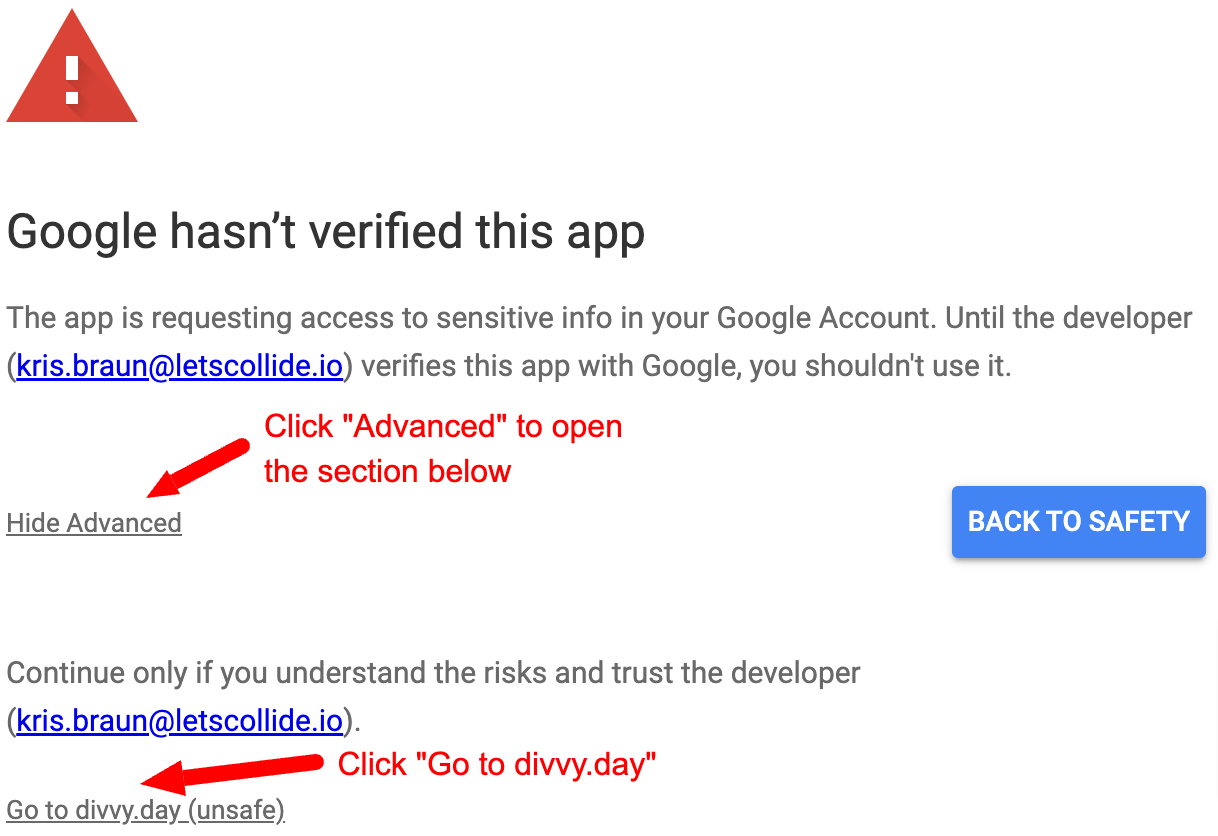 Google hasn’t verified this app
The app is requesting access to sensitive info in your Google Account. Until the developer
(kris.braun@letscollide.io) verifies this app with Google, you shouldn't use it.
Click "Advanced" to open
the section below
Hide Advanced
BACK TO SAFETY
Continue only if you understand the risks and trust the developer
(kris.braun@letscollide.io).
Click "Go to divvy.day"
Go to divvy.day (unsafe)